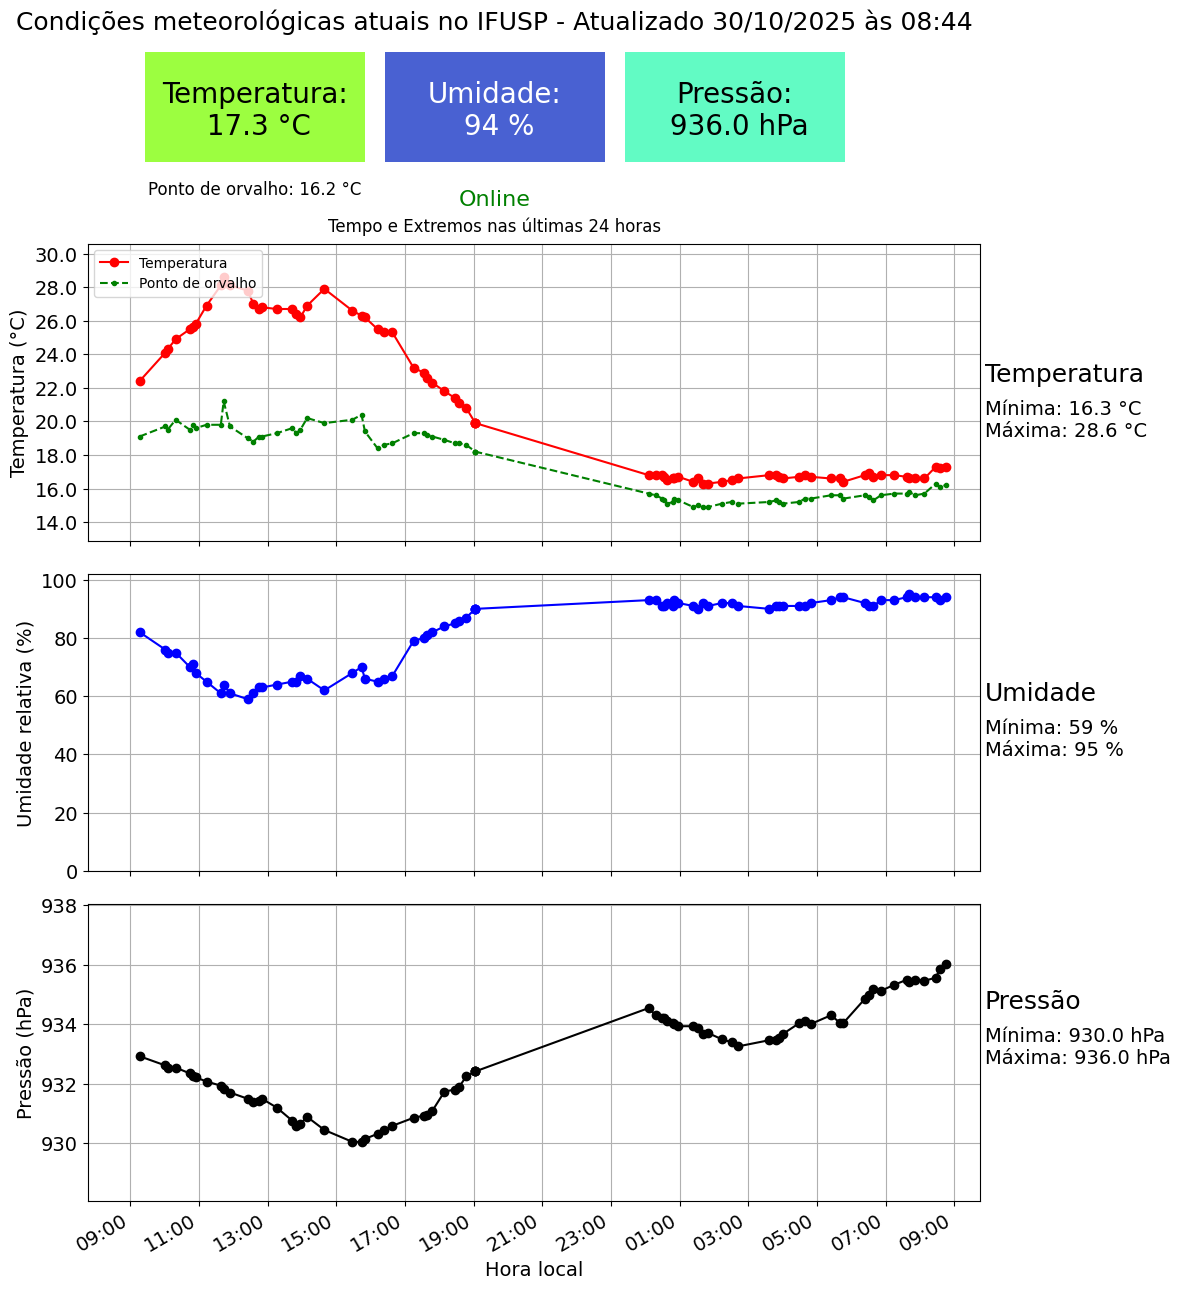 Condições meteorológicas atuais no IFUSP - Atualizado 30/10/2025 às 08:44
Temperatura:
17.3 °C
Umidade:
94 %
Pressão:
936.0 hPa
Ponto de orvalho: 16.2 °C
Online
Tempo e Extremos nas últimas 24 horas
Temperatura
Ponto de orvalho
Temperatura (°C)
30.0
28.0
26.0
24.0
22.0
20.0
18.0
16.0
14.0
Temperatura
Mínima: 16.3 °C
Máxima: 28.6 °C
Umidade relativa (%)
100
80
60
40
20
0
Umidade
Mínima: 59 %
Máxima: 95 %
Pressão (hPa)
938
936
934
932
930
Pressão
Mínima: 930.0 hPa
Máxima: 936.0 hPa
09:00
11:00
13:00
15:00
17:00
19:00
21:00
23:00
01:00
03:00
05:00
07:00
09:00
Hora local